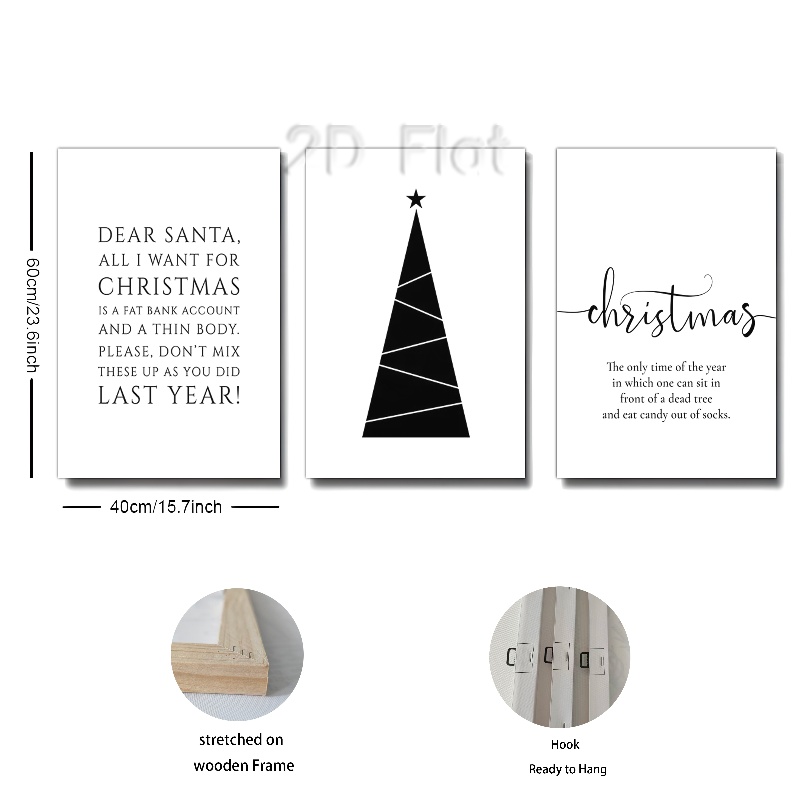 2D Flat
DEAR SANTA,
ALL I WANT FOR
CHRISTMAS
IS A FAT BANK ACCOUNT
AND A THIN BODY.
PLEASE, DON'T MIX
THESE UP AS YOU DID
LAST YEAR!
christmas
The only time of the year
in which one can sit in
front of a dead tree
and eat candy out of socks.
60cm/23.6inch
40cm/15.7inch
stretched on
wooden Frame
Hook
Ready to Hang